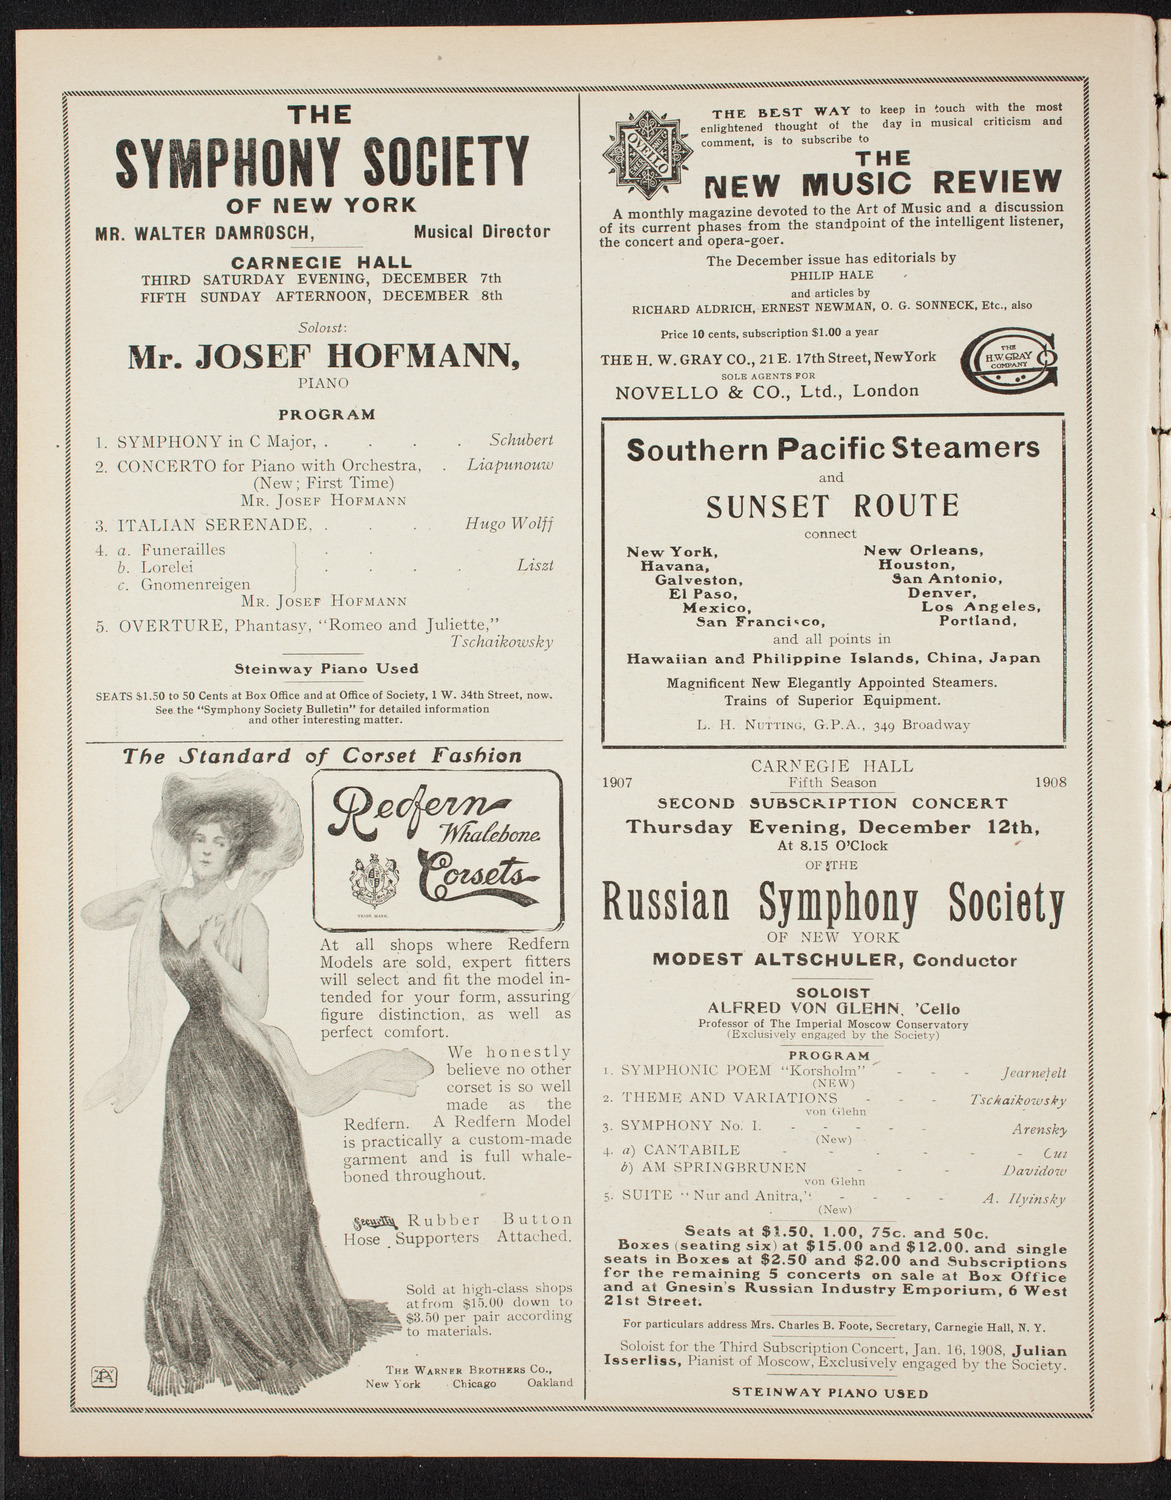 THE
SYMPHONY SOCIETY
OF NEW YORK
MR. WALTER DAMROSCH, Musical Director
CARNEGIE HALL
THIRD SATURDAY EVENING, DECEMBER 7th
FIFTH SUNDAY AFTERNOON, DECEMBER 8th
Soloist:
Mr. JOSEF HOFMANN,
PIANO
PROGRAM
1. SYMPHONY in C Major, . . . . Schubert
2. CONCERTO for Piano with Orchestra, . Liapunouw
(New; First Time)
MR. JOSEF HOFMANN
3. ITALIAN SERENADE, . . . Hugo Wolff
4. a. Funerailles . .
b. Lorelei . . . . Liszt
c. Gnomenreigen . .
MR. JOSEF HOFMANN
5. OVERTURE, Phantasy, "Romeo and Juliette,"
Tschaikowsky
Steinway Piano Used
SEATS $1.50 to 50 Cents at Box Office and at Office of Society, 1 W. 34th Street, now.
See the "Symphony Society Bulletin" for detailed information
and other interesting matter.
The Standard of Corset Fashion
Redfern
Whalebone
Corsets
TRADE MARK.
At all shops where Redfern
Models are sold, expert fitters
will select and fit the model in-
tended for your form, assuring
figure distinction, as well as
perfect comfort.
We honestly
believe no other
corset is so well
made as the
Redfern. A Redfern Model
is practically a custom-made
garment and is full whale-
boned throughout.
Security Rubber Button
Hose Supporters Attached.
Sold at high-class shops
at from $15.00 down to
$3.50 per pair according
to materials.
THE WARNER BROTHERS CO.,
New York Chicago Oakland
NOVELLO
THE BEST WAY to keep in touch with the most
enlightened thought of the day in musical criticism and
comment, is to subscribe to
THE
NEW MUSIC REVIEW
A monthly magazine devoted to the Art of Music and a discussion
of its current phases from the standpoint of the intelligent listener,
the concert and opera-goer.
The December issue has editorials by
PHILIP HALE
and articles by
RICHARD ALDRICH, ERNEST NEWMAN, O. G. SONNECK, Etc., also
Price 10 cents, subscription $1.00 a year
THE H. W. GRAY CO., 21 E. 17th Street, New York
SOLE AGENTS FOR
NOVELLO & CO., Ltd., London
THE
H.W. GRAY
COMPANY
Southern Pacific Steamers
and
SUNSET ROUTE
connect
New York, New Orleans,
Havana, Houston,
Galveston, San Antonio,
El Paso, Denver,
Mexico, Los Angeles,
San Francisco, Portland,
and all points in
Hawaiian and Philippine Islands, China, Japan
Magnificent New Elegantly Appointed Steamers.
Trains of Superior Equipment.
L. H. NUTTING, G.P.A., 349 Broadway
CARNEGIE HALL
1907 Fifth Season 1908
SECOND SUBSCRIPTION CONCERT
Thursday Evening, December 12th,
At 8.15 O'Clock
OF THE
Russian Symphony Society
OF NEW YORK
MODEST ALTSCHULER, Conductor
SOLOIST
ALFRED VON GLEHN, 'Cello
Professor of The Imperial Moscow Conservatory
(Exclusively engaged by the Society)
PROGRAM
1. SYMPHONIC POEM "Korsholm" - - - Jearnefelt
(NEW)
2. THEME AND VARIATIONS - - - Tschaikowsky
von Glehn
3. SYMPHONY No. 1. - - - - - Arensky
(New)
4. a) CANTABILE - - - - - - Cui
b) AM SPRINGBRUNEN - - - Davidow
von Glehn
5. SUITE "Nur and Anitra," - - - - A. Ilyinsky
(New)
Seats at $1.50, 1.00, 75c. and 50c.
Boxes (seating six) at $15.00 and $12.00. and single
seats in Boxes at $2.50 and $2.00 and Subscriptions
for the remaining 5 concerts on sale at Box Office
and at Gnesin's Russian Industry Emporium, 6 West
21st Street.
For particulars address Mrs. Charles B. Foote, Secretary, Carnegie Hall, N. Y.
Soloist for the Third Subscription Concert, Jan. 16, 1908, Julian
Isserliss, Pianist of Moscow, Exclusively engaged by the Society.
STEINWAY PIANO USED